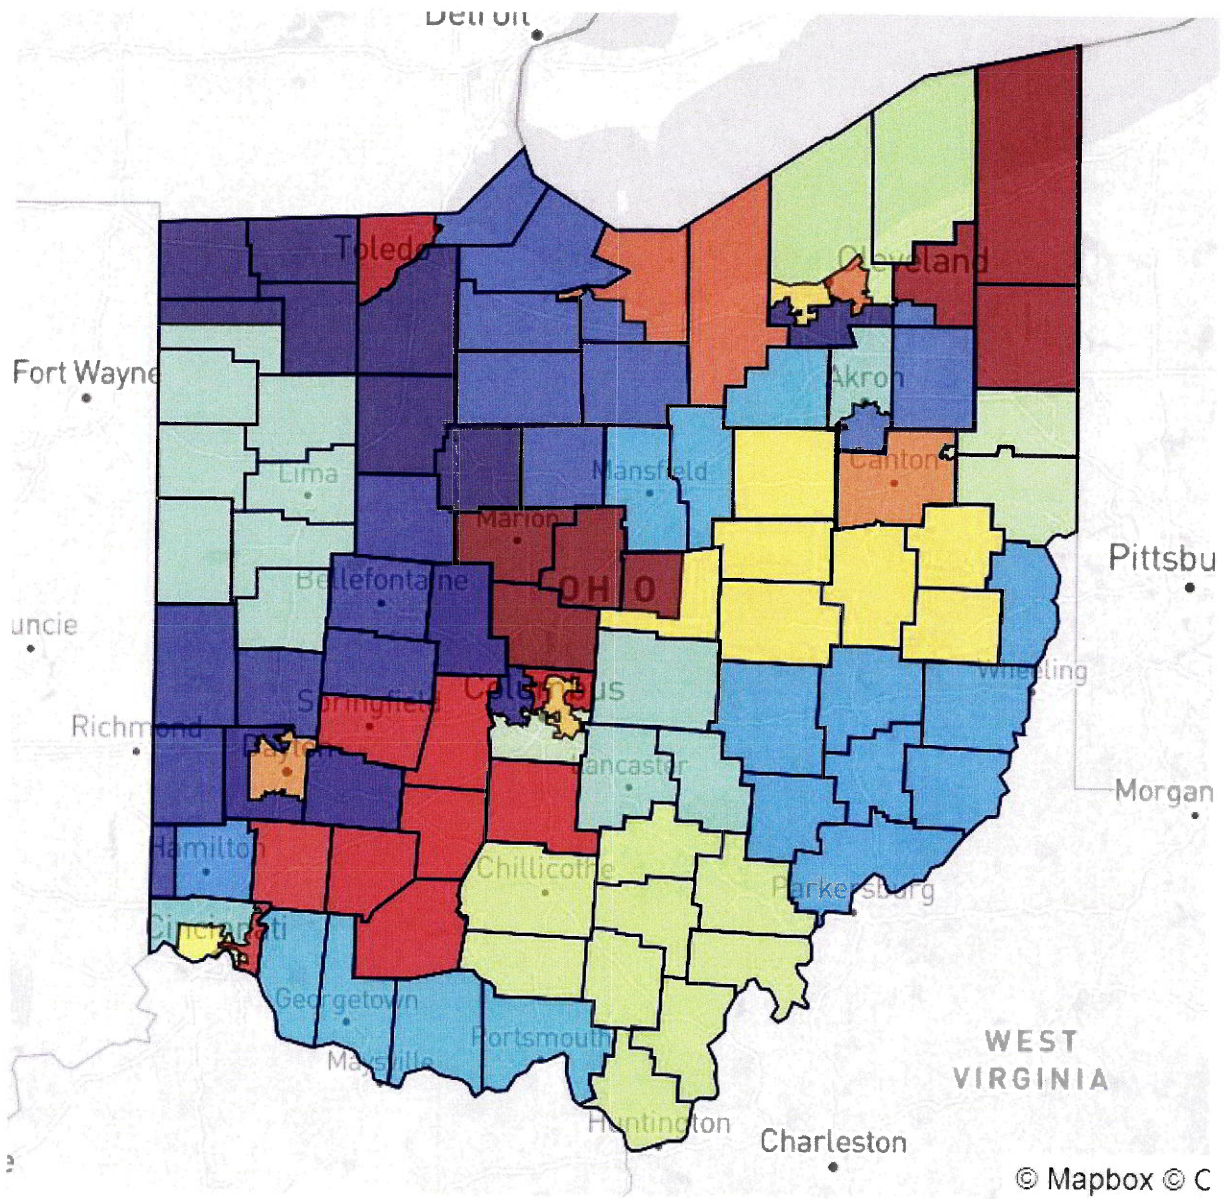 Detroit
Toledo
Cleveland
Fort Wayne
Akron
Lima
Mansfield
Canton
Marion
Pittsbu
Bellefontaine
OHIO
uncie
Wheeling
Springfield
Columbus
Richmond
Dayton
Lancaster
Morgan
Hamilton
Chillicothe
Parkersburg
Cincinnati
Georgetown
Portsmouth
WEST
VIRGINIA
Maysville
Huntington
Charleston
e
© Mapbox © C